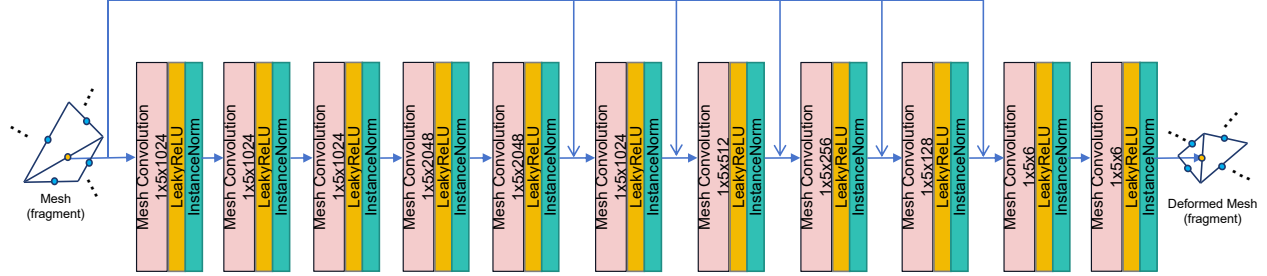 Mesh
(fragment)
Mesh Convolution
1x5x1024
LeakyReLU
InstanceNorm
Mesh Convolution
1x5x1024
LeakyReLU
InstanceNorm
Mesh Convolution
1x5x1024
LeakyReLU
InstanceNorm
Mesh Convolution
1x5x2048
LeakyReLU
InstanceNorm
Mesh Convolution
1x5x2048
LeakyReLU
InstanceNorm
Mesh Convolution
1x5x1024
LeakyReLU
InstanceNorm
Mesh Convolution
1x5x512
LeakyReLU
InstanceNorm
Mesh Convolution
1x5x256
LeakyReLU
InstanceNorm
Mesh Convolution
1x5x128
LeakyReLU
InstanceNorm
Mesh Convolution
1x5x6
LeakyReLU
InstanceNorm
Mesh Convolution
1x5x6
LeakyReLU
InstanceNorm
Deformed Mesh
(fragment)